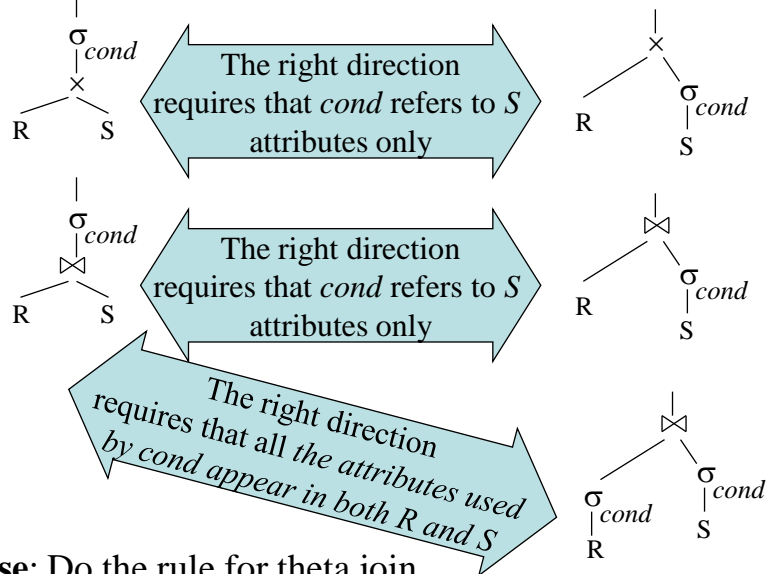 σcond
×
R S
The right direction
requires that cond refers to S
attributes only
×
R
σcond
S
σcond
⋈
R S
The right direction
requires that cond refers to S
attributes only
⋈
R
σcond
S
The right direction
requires that all the attributes used
by cond appear in both R and S
⋈
σcond
R
σcond
S
se: Do the rule for theta join